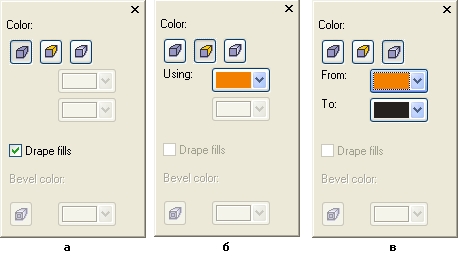 Color:
Drape fills
Bevel color:
а
Color:
Using:
Drape fills
Bevel color:
б
Color:
From:
To:
Drape fills
Bevel color:
в